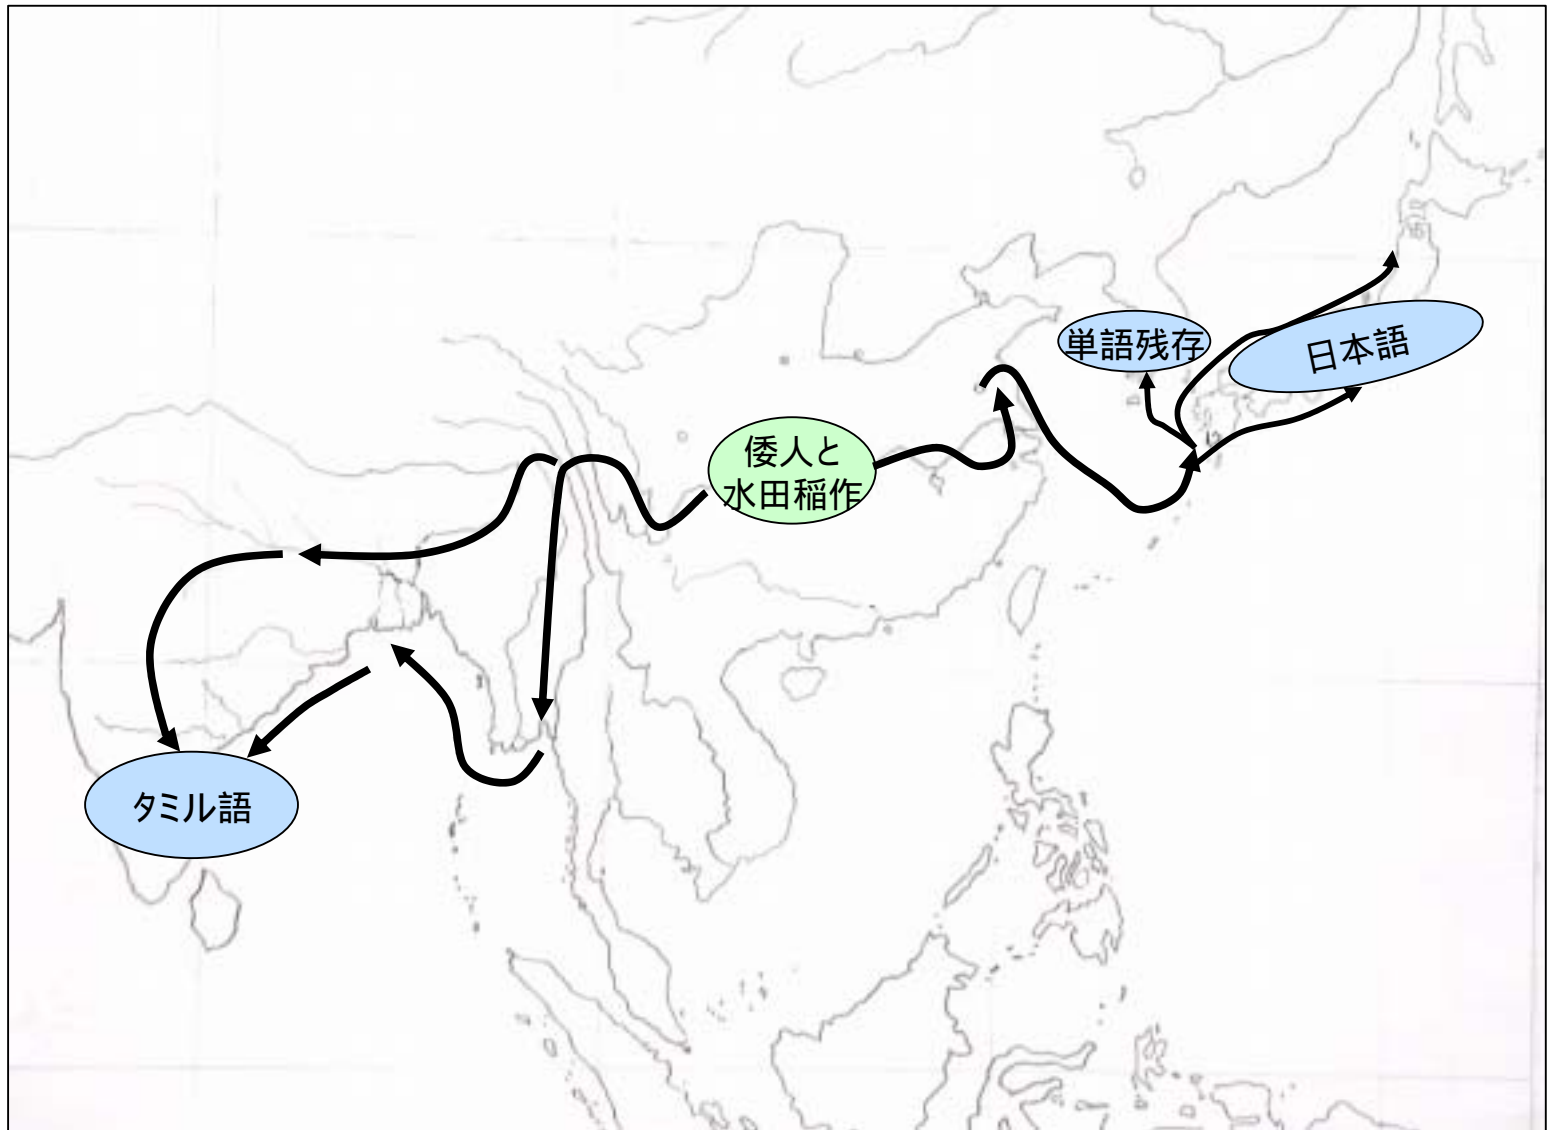 単語残存
日本語
倭人と
水田稲作
タミル語